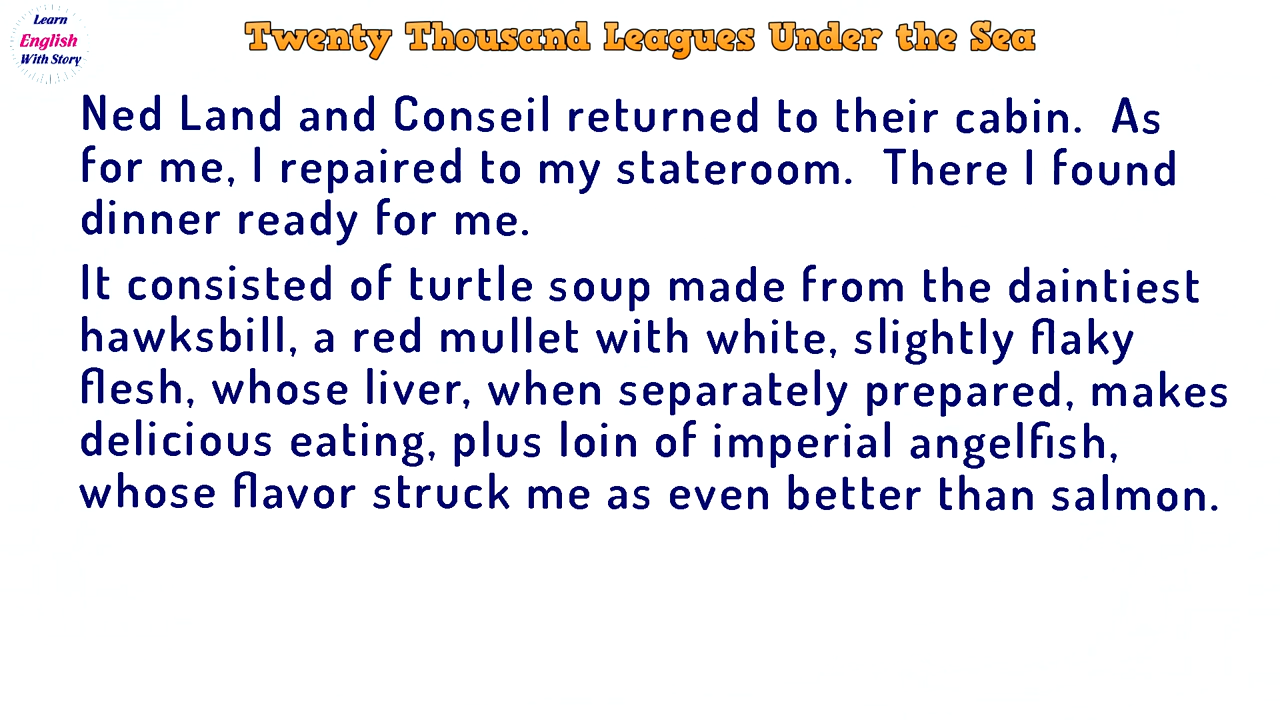 Learn
English
With Story
Twenty Thousand Leagues Under the Sea
Ned Land and Conseil returned to their cabin.  As
for me, I repaired to my stateroom.  There I found
dinner ready for me.
It consisted of turtle soup made from the daintiest
hawksbill, a red mullet with white, slightly flaky
flesh, whose liver, when separately prepared, makes
delicious eating, plus loin of imperial angelfish,
whose flavor struck me as even better than salmon.